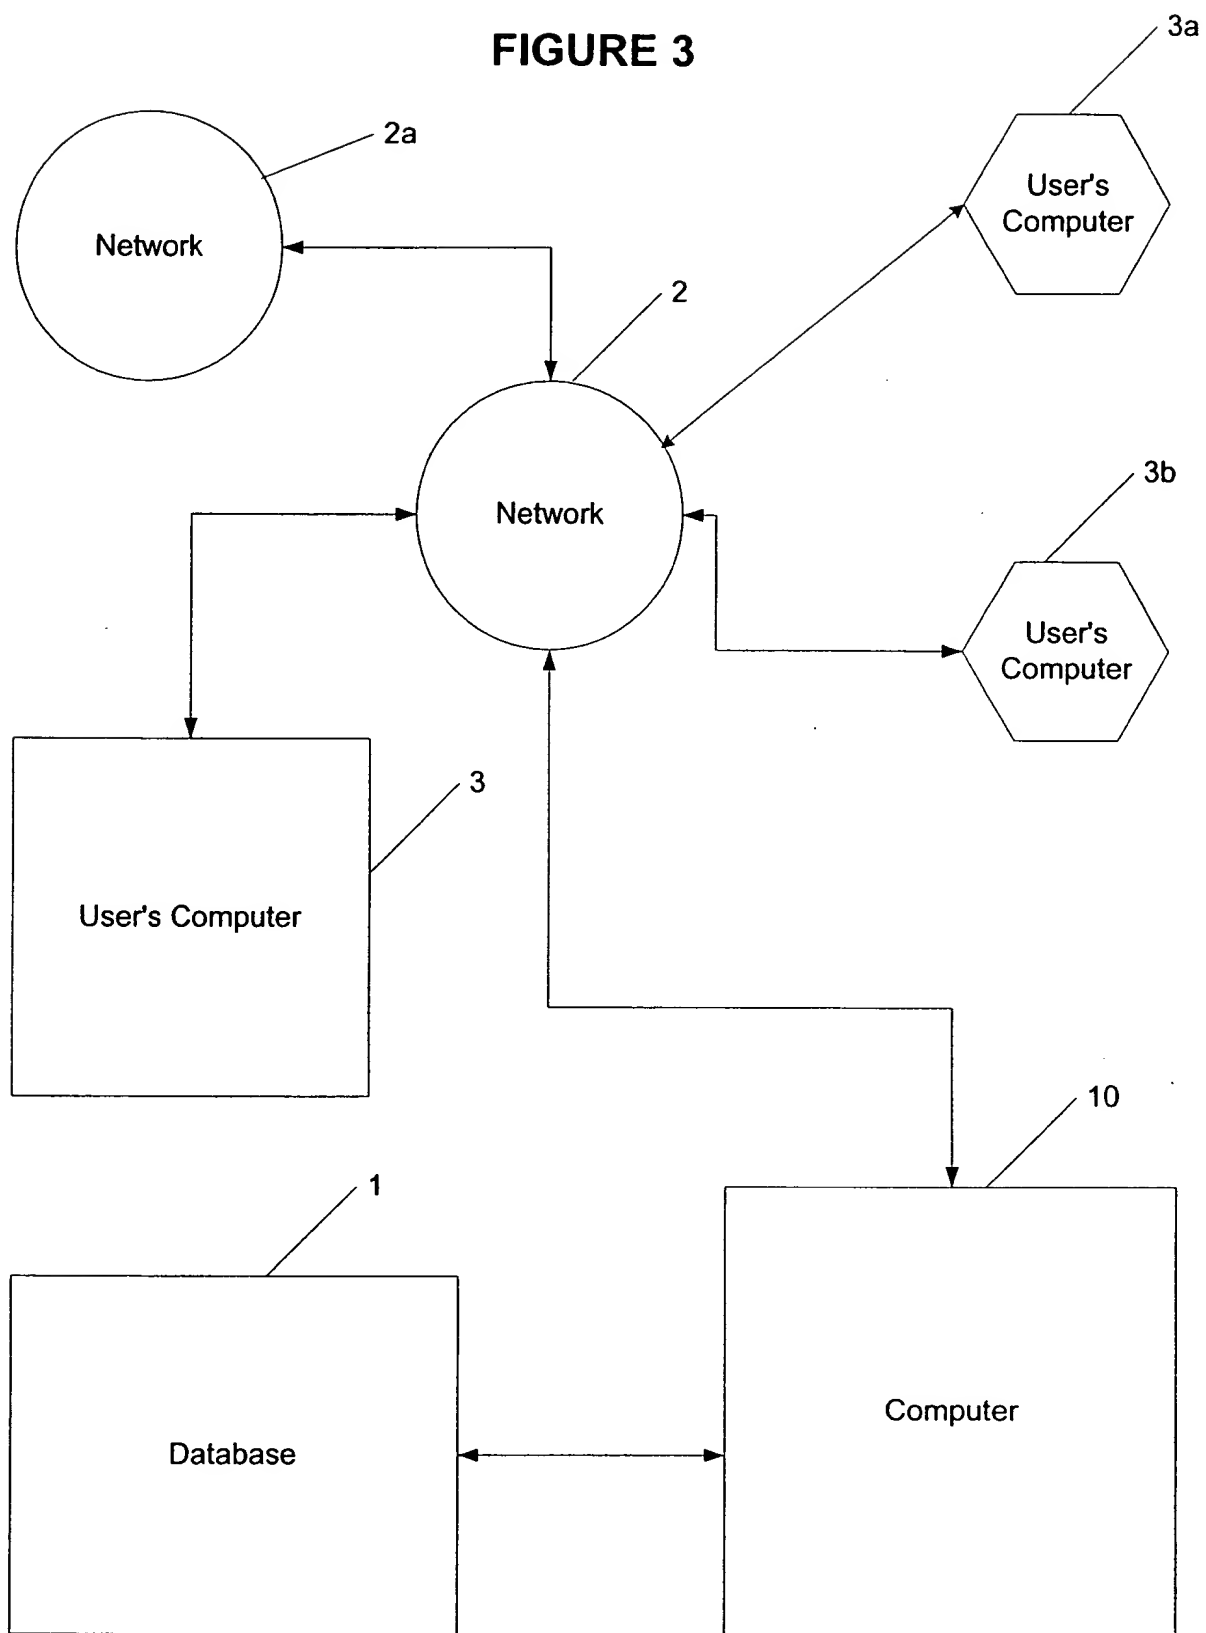 FIGURE 3
3a
2a
User's
Computer
Network
2
3b
Network
User's
Computer
3
User's Computer
10
1
Computer
Database